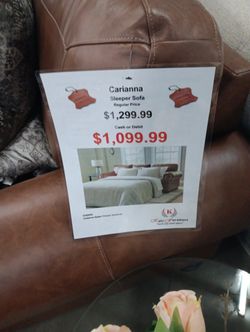 Carianna
Sleeper Sofa
Regular Price
$1,299.99
Cash or Debit
$1,099.99